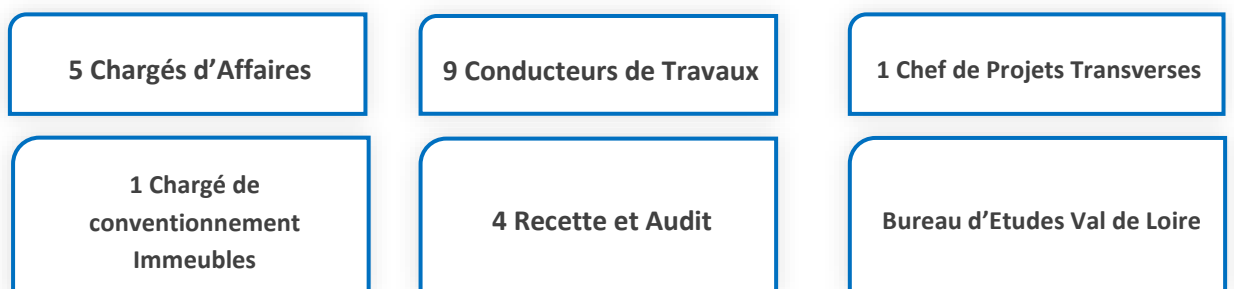 5 Chargés d’Affaires
9 Conducteurs de Travaux
1 Chef de Projets Transverses
1 Chargé de
conventionnement
Immeubles
4 Recette et Audit
Bureau d’Etudes Val de Loire